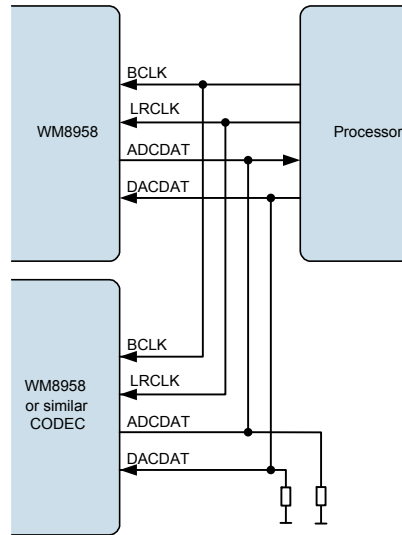 BCLK
LRCLK
WM8958
Processor
ADCDAT
DACDAT
BCLK
WM8958
or similar
CODEC
LRCLK
ADCDAT
DACDAT